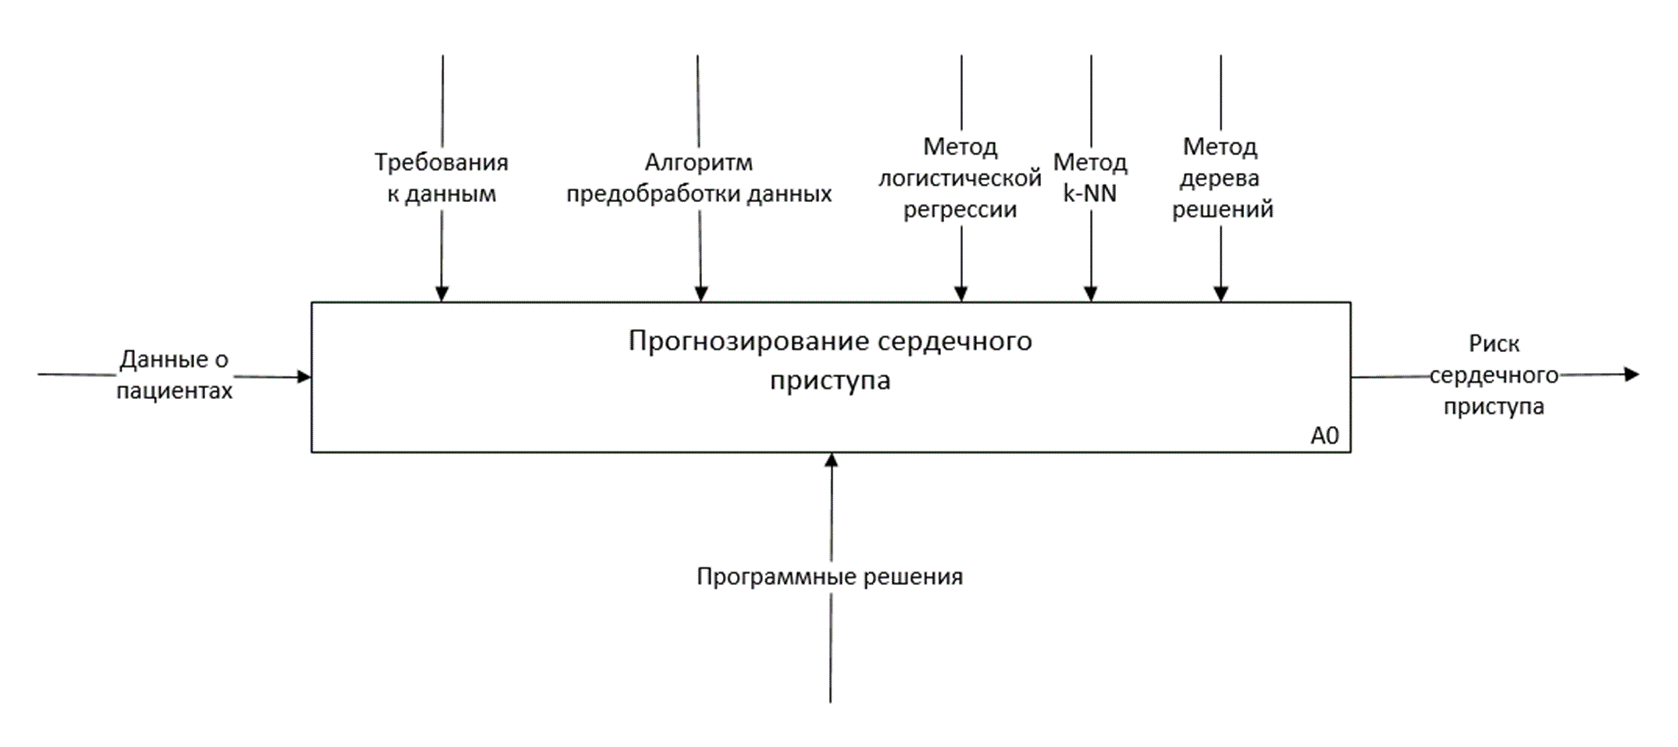 Требования
к данным
Алгоритм
предобработки данных
Метод
логистической
регрессии
Метод
k-NN
Метод
дерева
решений
Данные о
пациентах
Прогнозирование сердечного
приступа
A0
Риск
сердечного
приступа
Программные решения